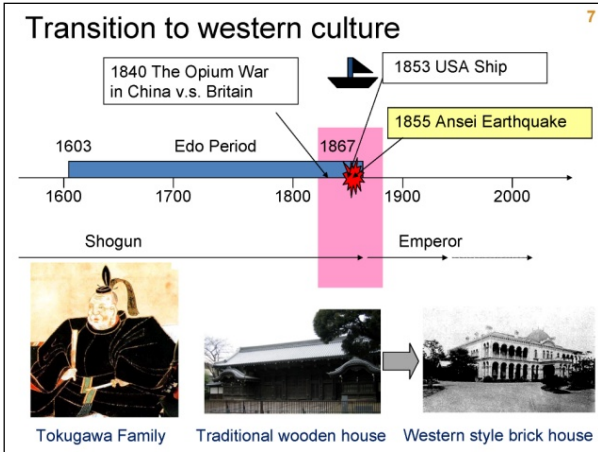 7
Transition to western culture
1840 The Opium War
in China v.s. Britain
1853 USA Ship
1855 Ansei Earthquake
1603
Edo Period
1867
1600
1700
1800
1900
2000
Shogun
Emperor
Tokugawa Family
Traditional wooden house
Western style brick house